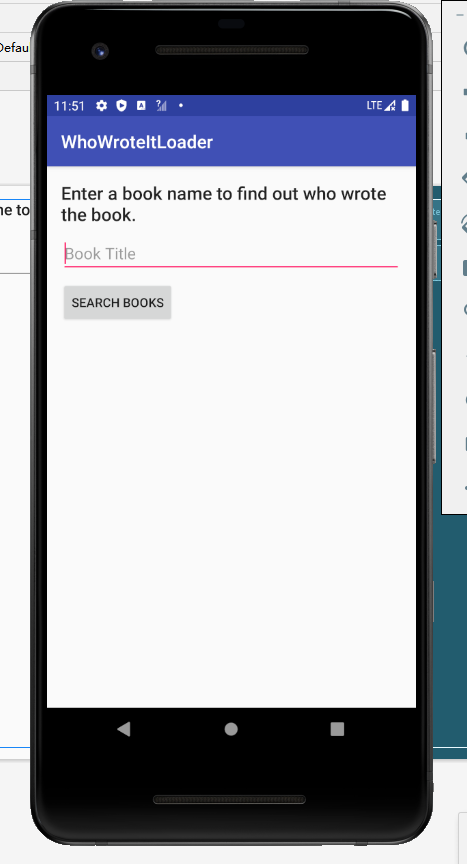 Defau
11:51
LTE
WhoWroteItLoader
ne to
Enter a book name to find out who wrote
the book.
Book Title
SEARCH BOOKS